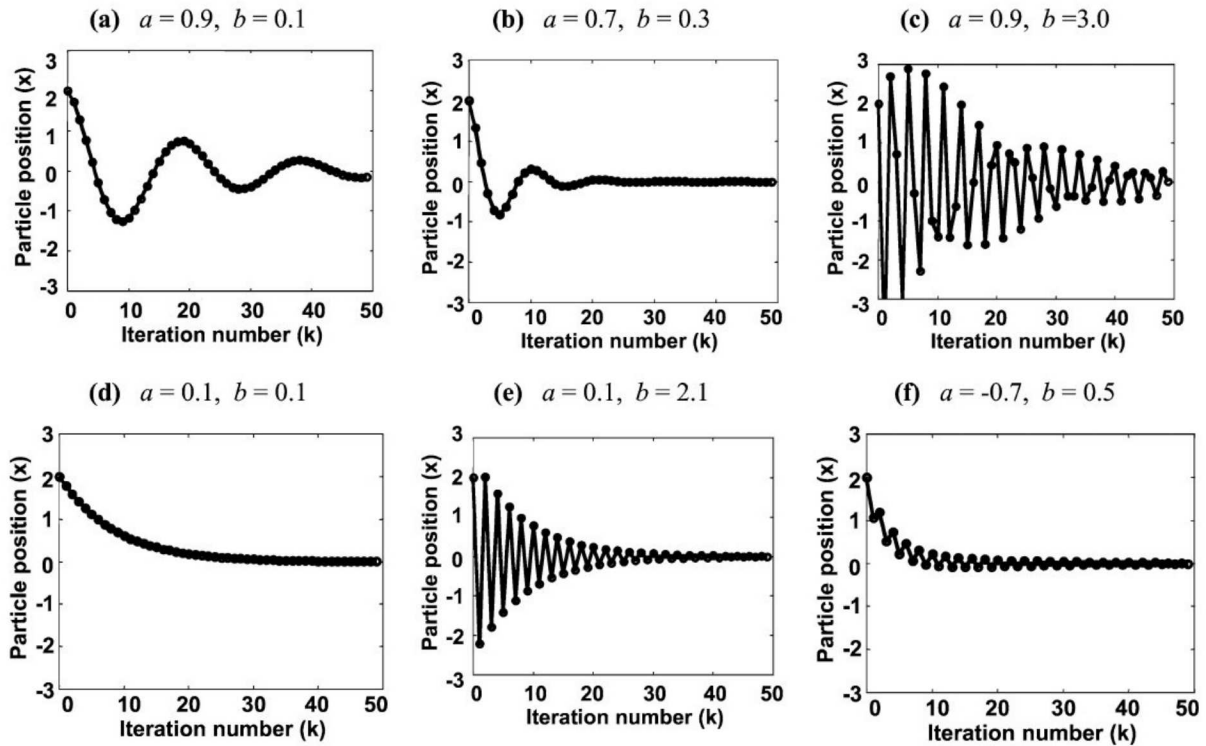 (a) a = 0.9, b = 0.1
Particle position (x)
3
2
1
0
-1
-2
-3
0 10 20 30 40 50
Iteration number (k)
(b) a = 0.7, b = 0.3
Particle position (x)
3
2
1
0
-1
-2
-3
0 10 20 30 40 50
Iteration number (k)
(c) a = 0.9, b =3.0
Particle position (x)
3
2
1
0
-1
-2
-3
0 10 20 30 40 50
Iteration number (k)
(d) a = 0.1, b = 0.1
Particle position (x)
3
2
1
0
-1
-2
-3
0 10 20 30 40 50
Iteration number (k)
(e) a = 0.1, b = 2.1
Particle position (x)
3
2
1
0
-1
-2
-3
0 10 20 30 40 50
Iteration number (k)
(f) a = -0.7, b = 0.5
Particle position (x)
3
2
1
0
-1
-2
-3
0 10 20 30 40 50
Iteration number (k)